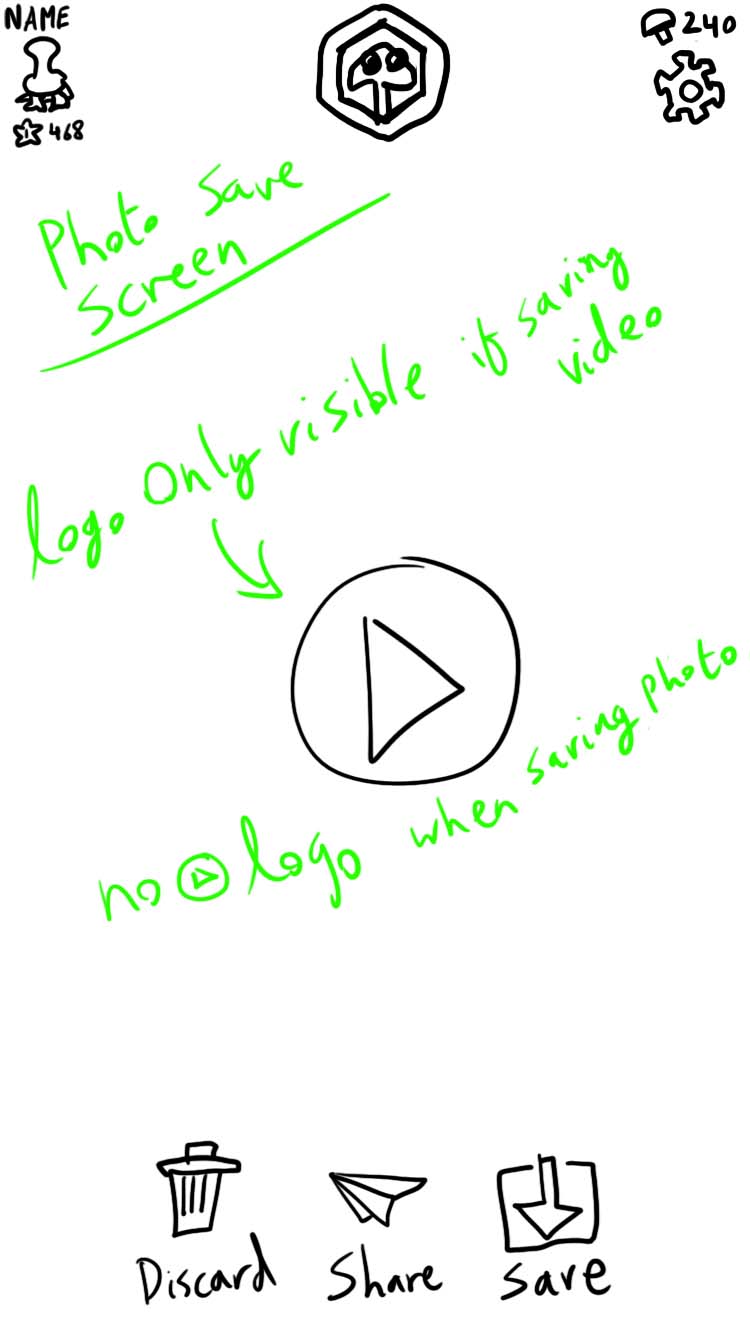 NAME
240
468
Photo Save
Screen
logo Only visible if saving
video
no logo when saving photo
Discard
Share
save